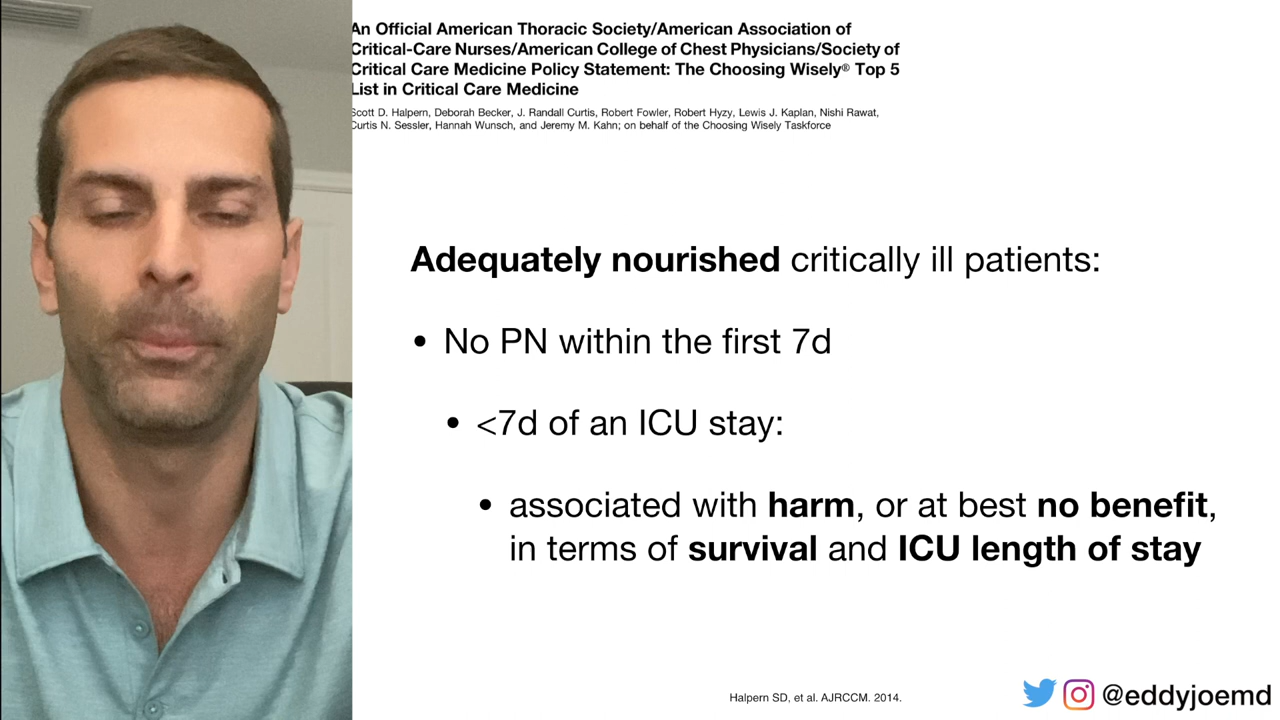 An Official American Thoracic Society/American Association of
Critical-Care Nurses/American College of Chest Physicians/Society of
Critical Care Medicine Policy Statement: The Choosing Wisely® Top 5
List in Critical Care Medicine
Scott D. Halpern, Deborah Becker, J. Randall Curtis, Robert Fowler, Robert Hyzy, Lewis J. Kaplan, Nishi Rawat,
Curtis N. Sessler, Hannah Wunsch, and Jeremy M. Kahn; on behalf of the Choosing Wisely Taskforce
Adequately nourished critically ill patients:
• No PN within the first 7d
• <7d of an ICU stay:
• associated with harm, or at best no benefit,
in terms of survival and ICU length of stay
Halpern SD, et al. AJRCCM. 2014.
@eddyjoemd